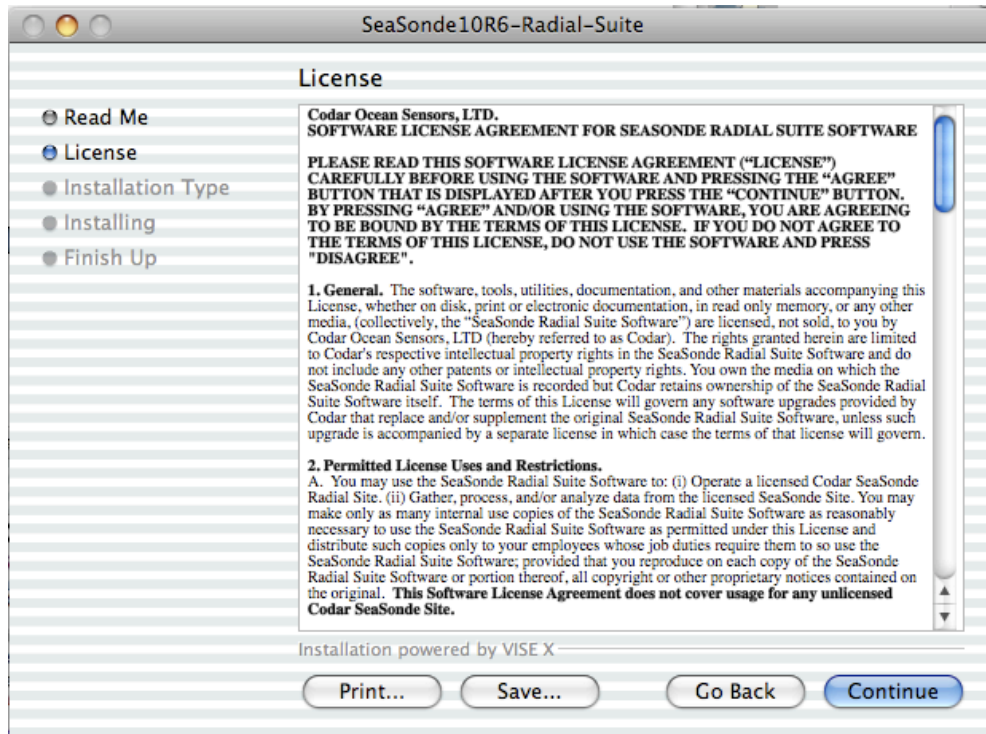 SeaSonde10R6-Radial-Suite
License
Read Me
License
Installation Type
Installing
Finish Up
Codar Ocean Sensors, LTD.
SOFTWARE LICENSE AGREEMENT FOR SEASONDE RADIAL SUITE SOFTWARE
PLEASE READ THIS SOFTWARE LICENSE AGREEMENT (“LICENSE”)
CAREFULLY BEFORE USING THE SOFTWARE AND PRESSING THE “AGREE”
BUTTON THAT IS DISPLAYED AFTER YOU PRESS THE “CONTINUE” BUTTON.
BY PRESSING “AGREE” AND/OR USING THE SOFTWARE, YOU ARE AGREEING
TO BE BOUND BY THE TERMS OF THIS LICENSE.  IF YOU DO NOT AGREE TO
THE TERMS OF THIS LICENSE, DO NOT USE THE SOFTWARE AND PRESS
"DISAGREE".
1. General.  The software, tools, utilities, documentation, and other materials accompanying this
License, whether on disk, print or electronic documentation, in read only memory, or any other
media, (collectively, the “SeaSonde Radial Suite Software”) are licensed, not sold, to you by
Codar Ocean Sensors, LTD (hereby referred to as Codar).  The rights granted herein are limited
to Codar's respective intellectual property rights in the SeaSonde Radial Suite Software and do
not include any other patents or intellectual property rights. You own the media on which the
SeaSonde Radial Suite Software is recorded but Codar retains ownership of the SeaSonde Radial
Suite Software itself.  The terms of this License will govern any software upgrades provided by
Codar that replace and/or supplement the original SeaSonde Radial Suite Software, unless such
upgrade is accompanied by a separate license in which case the terms of that license will govern.
2. Permitted License Uses and Restrictions.
A.  You may use the SeaSonde Radial Suite Software to: (i) Operate a licensed Codar SeaSonde
Radial Site. (ii) Gather, process, and/or analyze data from the licensed SeaSonde Site. You may
make only as many internal use copies of the SeaSonde Radial Suite Software as reasonably
necessary to use the SeaSonde Radial Suite Software as permitted under this License and
distribute such copies only to your employees whose job duties require them to so use the
SeaSonde Radial Suite Software; provided that you reproduce on each copy of the SeaSonde
Radial Suite Software or portion thereof, all copyright or other proprietary notices contained on
the original.  This Software License Agreement does not cover usage for any unlicensed
Codar SeaSonde Site.
Installation powered by VISE X
Print...
Save...
Go Back
Continue